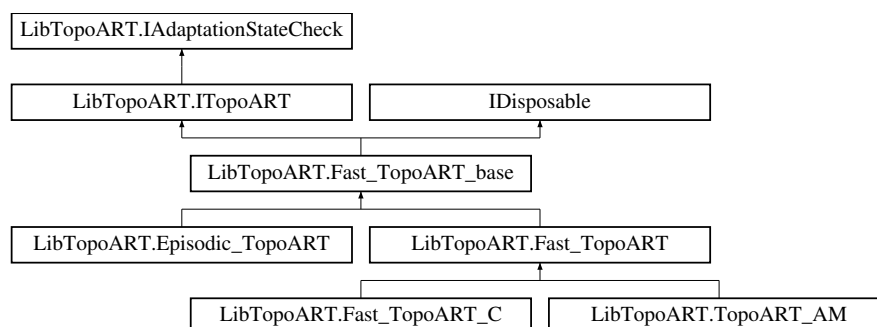 LibTopoART.IAdaptationStateCheck
LibTopoART.ITopoART
IDisposable
LibTopoART.Fast_TopoART_base
LibTopoART.Episodic_TopoART
LibTopoART.Fast_TopoART
LibTopoART.Fast_TopoART_C
LibTopoART.TopoART_AM